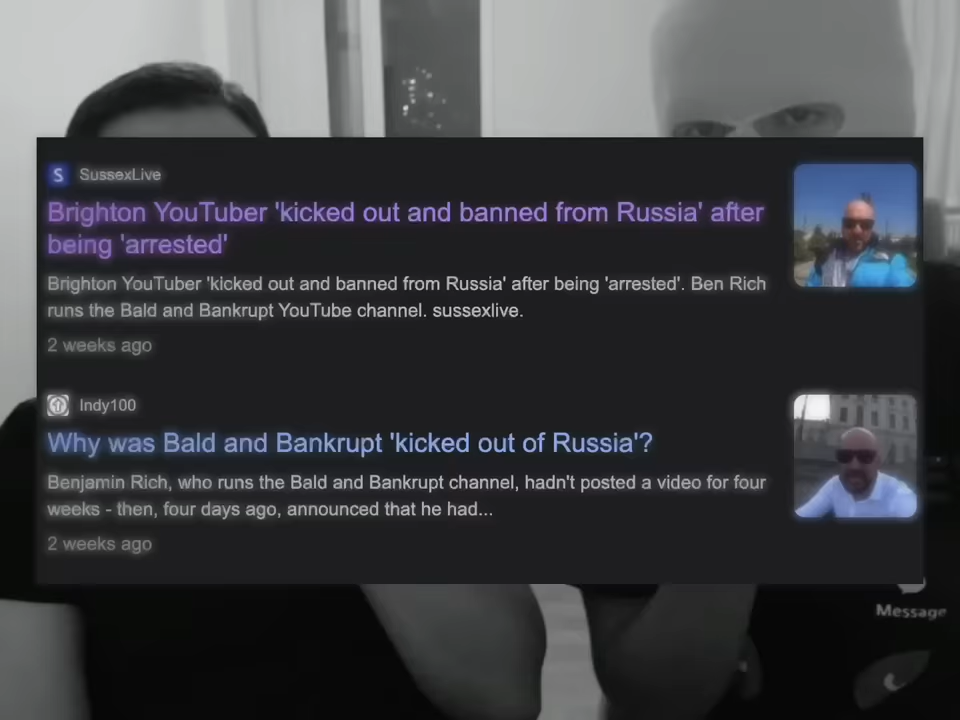 S SussexLive
Brighton YouTuber 'kicked out and banned from Russia' after
being 'arrested'
Brighton YouTuber 'kicked out and banned from Russia' after being 'arrested'. Ben Rich
runs the Bald and Bankrupt YouTube channel. sussexlive.
2 weeks ago
Indy100
Why was Bald and Bankrupt 'kicked out of Russia'?
Benjamin Rich, who runs the Bald and Bankrupt channel, hadn't posted a video for four
weeks - then, four days ago, announced that he had...
2 weeks ago
Message